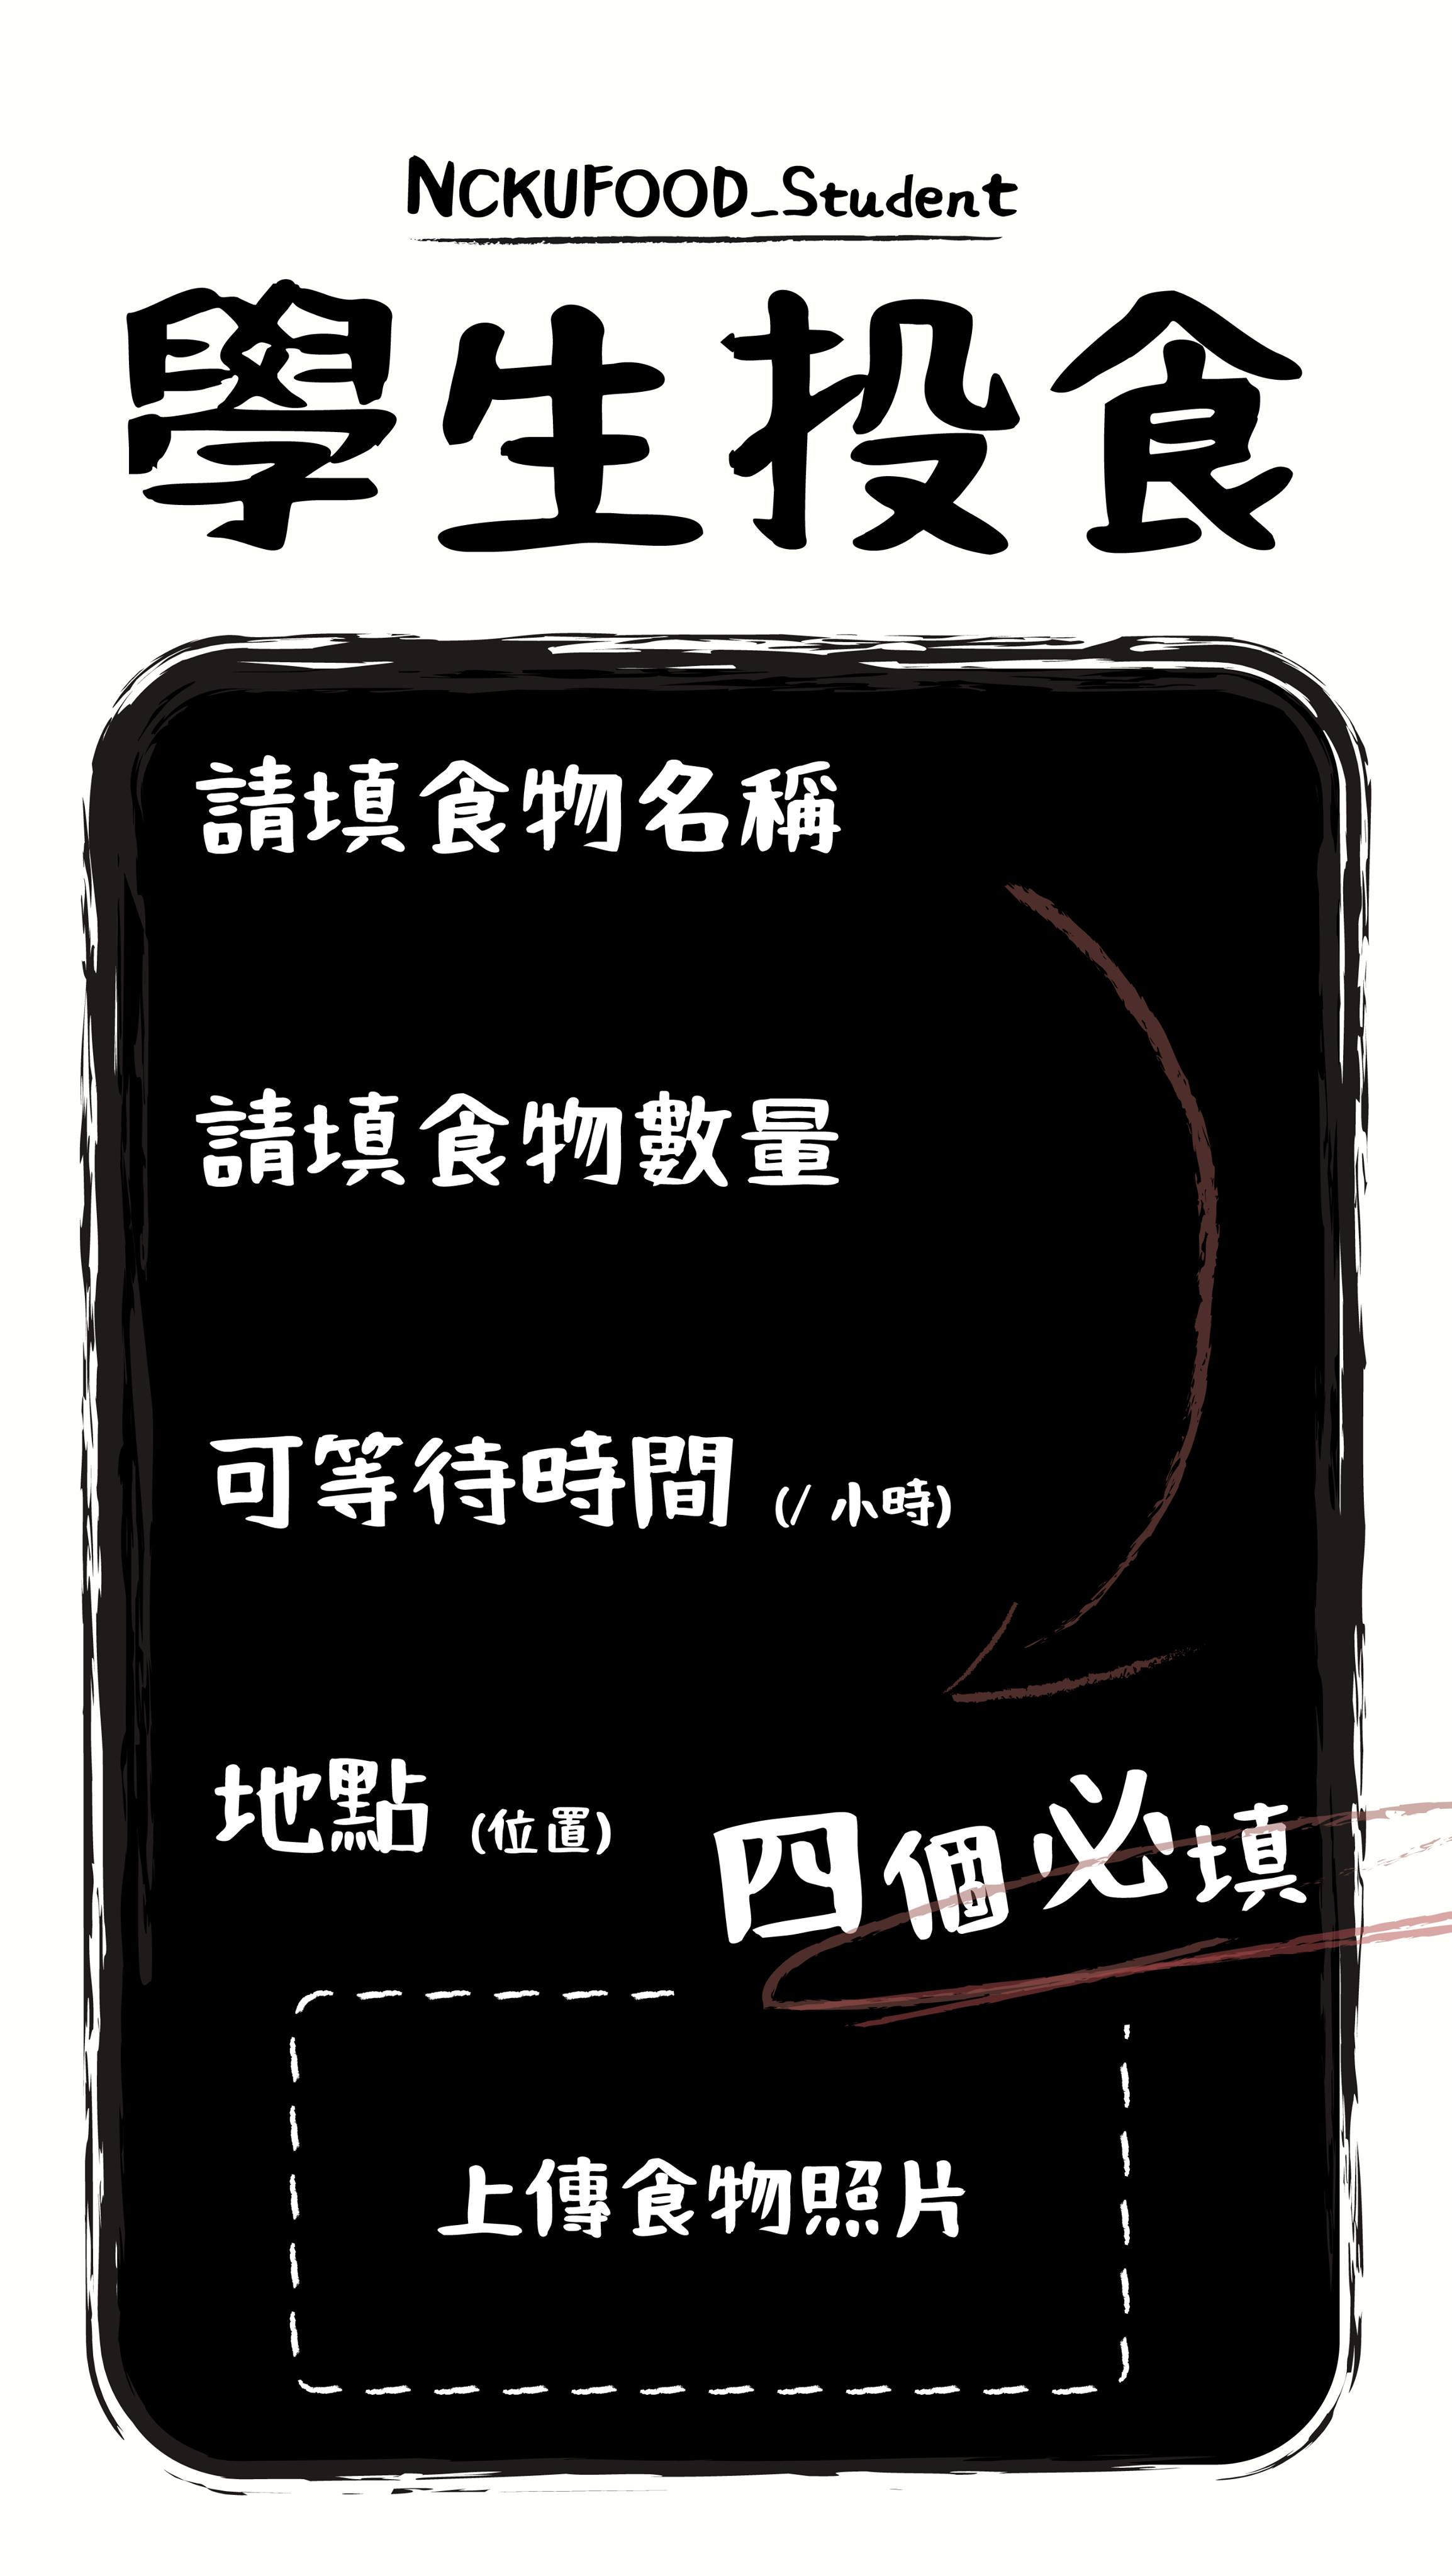 NCKUFOOD_Student
學生投食
請填食物名稱
請填食物數量
可等待時間 (/ 小時)
地點 (位置)
四個必填
上傳食物照片